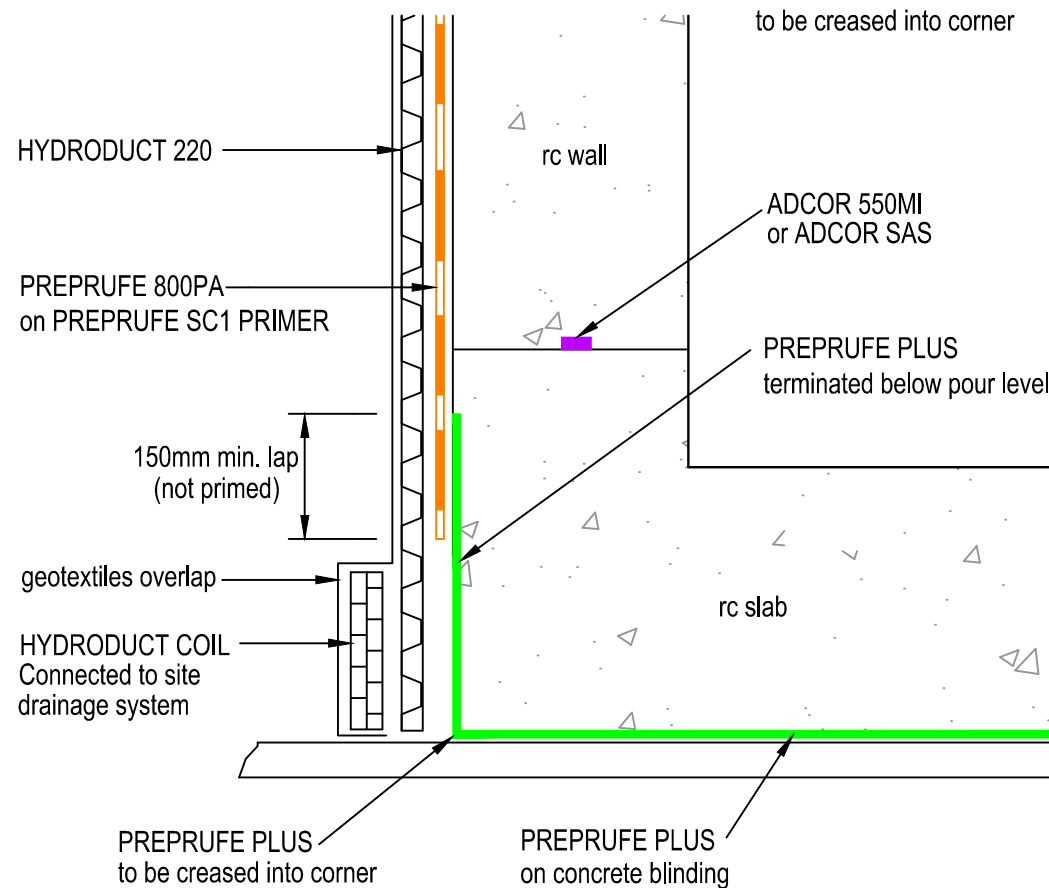 to be creased into corner
HYDRODUCT 220
rc wall
ADCOR 550MI
or ADCOR SAS
PREPRUFE 800PA
on PREPRUFE SC1 PRIMER
PREPRUFE PLUS
terminated below pour level
150mm min. lap
(not primed)
geotextiles overlap
rc slab
HYDRODUCT COIL
Connected to site
drainage system
PREPRUFE PLUS
to be creased into corner
PREPRUFE PLUS
on concrete blinding